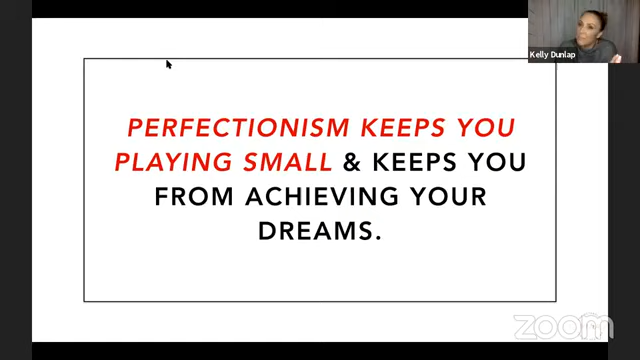 Kelly Dunlap
PERFECTIONISM KEEPS YOU
PLAYING SMALL & KEEPS YOU
FROM ACHIEVING YOUR
DREAMS.
zoom